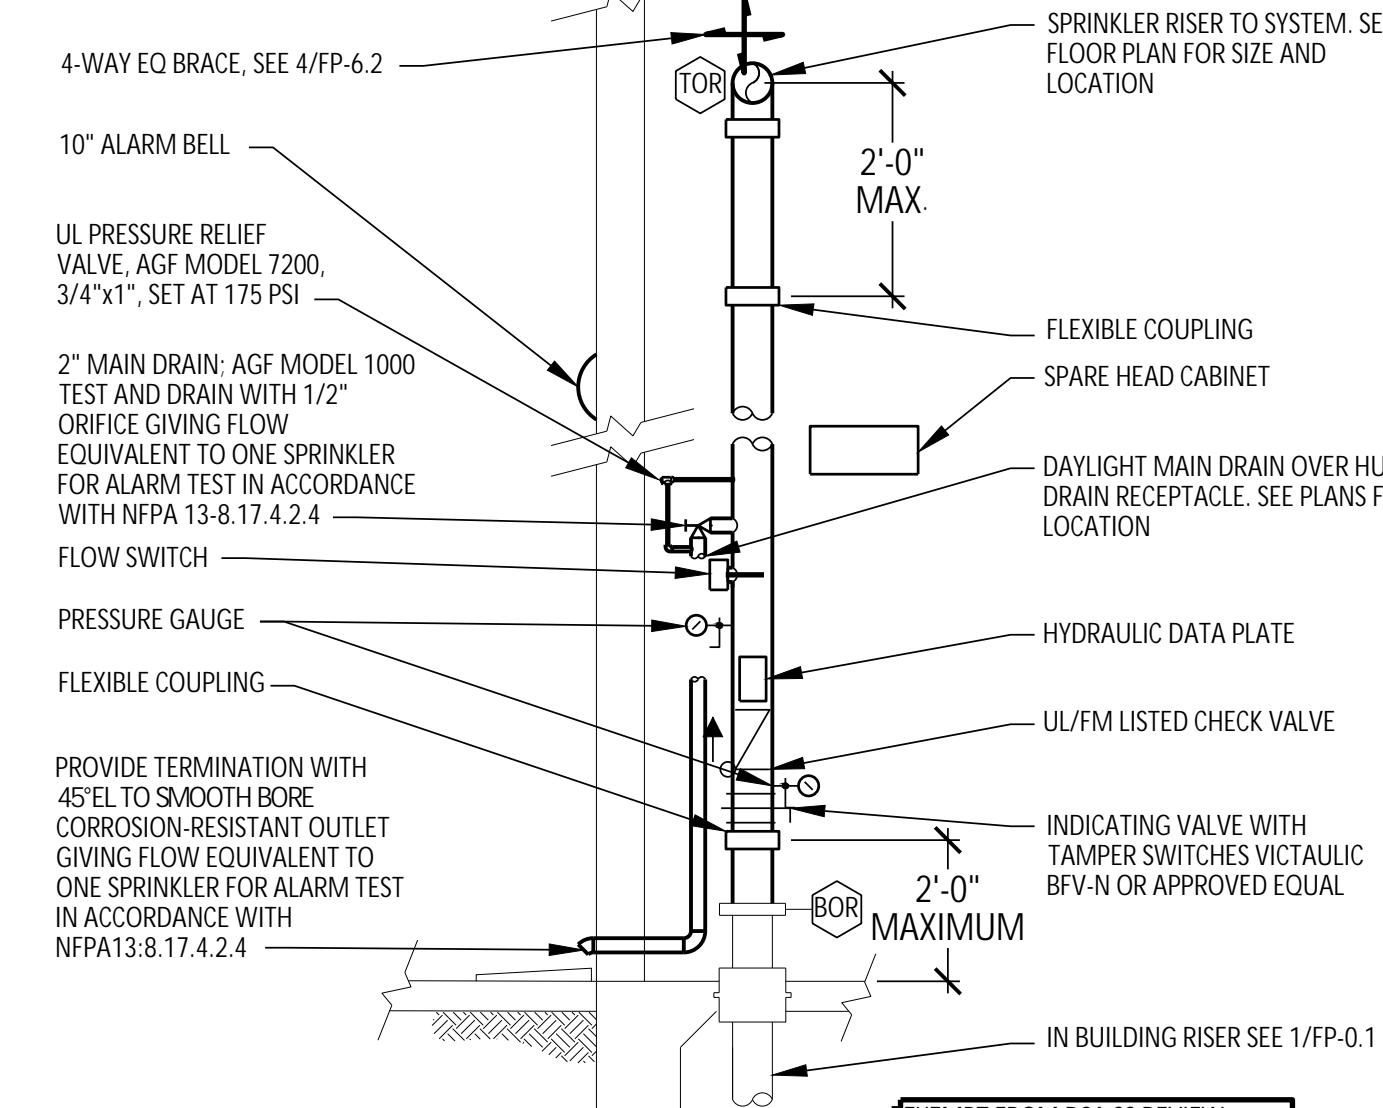 4-WAY EQ BRACE, SEE 4/FP-6.2
10" ALARM BELL
UL PRESSURE RELIEF
VALVE, AGF MODEL 7200,
3/4"x1", SET AT 175 PSI
2" MAIN DRAIN; AGF MODEL 1000
TEST AND DRAIN WITH 1/2"
ORIFICE GIVING FLOW
EQUIVALENT TO ONE SPRINKLER
FOR ALARM TEST IN ACCORDANCE
WITH NFPA 13-8.17.4.2.4
FLOW SWITCH
PRESSURE GAUGE
FLEXIBLE COUPLING
PROVIDE TERMINATION WITH
45°EL TO SMOOTH BORE
CORROSION-RESISTANT OUTLET
GIVING FLOW EQUIVALENT TO
ONE SPRINKLER FOR ALARM TEST
IN ACCORDANCE WITH
NFPA13:8.17.4.2.4
TOR
2'-0"
MAX.
BOR
2'-0"
MAXIMUM
SPRINKLER RISER TO SYSTEM. SE
FLOOR PLAN FOR SIZE AND
LOCATION
FLEXIBLE COUPLING
SPARE HEAD CABINET
DAYLIGHT MAIN DRAIN OVER HU
DRAIN RECEPTACLE. SEE PLANS F
LOCATION
HYDRAULIC DATA PLATE
UL/FM LISTED CHECK VALVE
INDICATING VALVE WITH
TAMPER SWITCHES VICTAULIC
BFV-N OR APPROVED EQUAL
IN BUILDING RISER SEE 1/FP-0.1